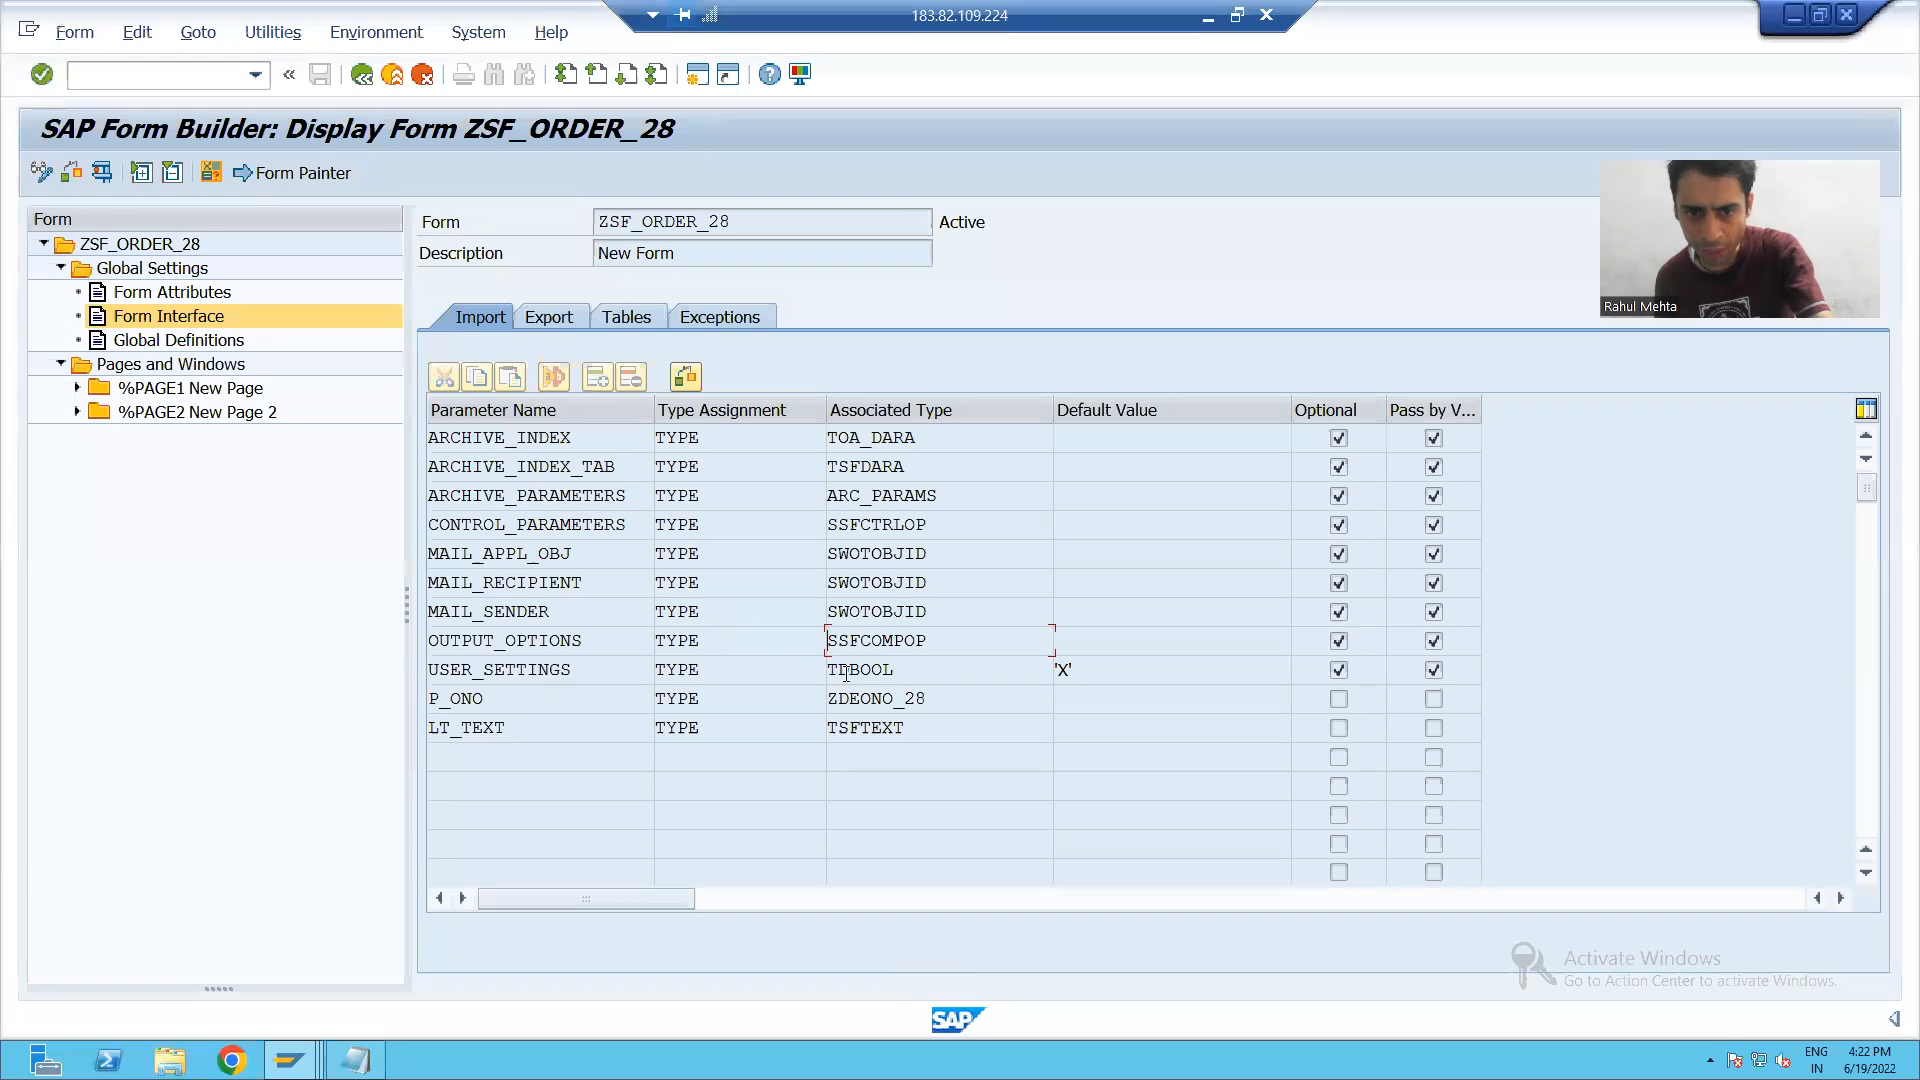 183.82.109.224
Form Edit Goto Utilities Environment System Help
SAP Form Builder: Display Form ZSF_ORDER_28
Form Painter
Form
ZSF_ORDER_28
Global Settings
Form Attributes
Form Interface
Global Definitions
Pages and Windows
%PAGE1 New Page
%PAGE2 New Page 2
Form ZSF_ORDER_28 Active
Description New Form
Import Export Tables Exceptions
Parameter Name Type Assignment Associated Type Default Value Optional Pass by V...
ARCHIVE_INDEX TYPE TOA_DARA
ARCHIVE_INDEX_TAB TYPE TSFDARA
ARCHIVE_PARAMETERS TYPE ARC_PARAMS
CONTROL_PARAMETERS TYPE SSFCTRLOP
MAIL_APPL_OBJ TYPE SWOTOBJID
MAIL_RECIPIENT TYPE SWOTOBJID
MAIL_SENDER TYPE SWOTOBJID
OUTPUT_OPTIONS TYPE SSFCOMPOP
USER_SETTINGS TYPE TDBOOL 'X'
P_ONO TYPE ZDEONO_28
LT_TEXT TYPE TSFTEXT
Rahul Mehta
Activate Windows
Go to Action Center to activate Windows.
SAP
ENG 4:22 PM
IN 6/19/2022